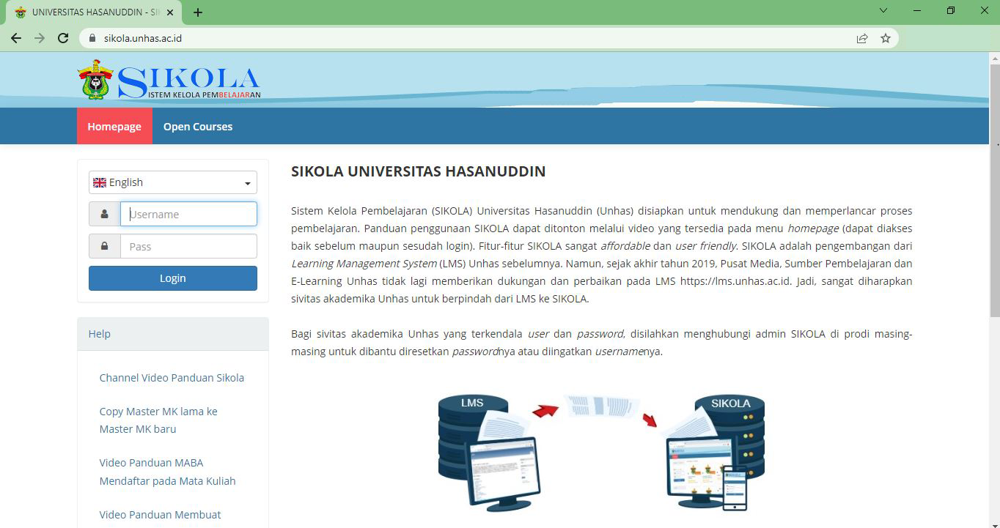 UNIVERSITAS HASANUDDIN - SI
sikola.unhas.ac.id
SIKOLA
ISTEM KELOLA PEMBELAJARAN
Homepage Open Courses
English
Username
Pass
Login
Help
Channel Video Panduan Sikola
Copy Master MK lama ke
Master MK baru
Video Panduan MABA
Mendaftar pada Mata Kuliah
Video Panduan Membuat
SIKOLA UNIVERSITAS HASANUDDIN
Sistem Kelola Pembelajaran (SIKOLA) Universitas Hasanuddin (Unhas) disiapkan untuk mendukung dan memperlancar proses
pembelajaran. Panduan penggunaan SIKOLA dapat ditonton melalui video yang tersedia pada menu homepage (dapat diakses
baik sebelum maupun sesudah login). Fitur-fitur SIKOLA sangat affordable dan user friendly. SIKOLA adalah pengembangan dari
Learning Management System (LMS) Unhas sebelumnya. Namun, sejak akhir tahun 2019, Pusat Media, Sumber Pembelajaran dan
E-Learning Unhas tidak lagi memberikan dukungan dan perbaikan pada LMS https://lms.unhas.ac.id. Jadi, sangat diharapkan
sivitas akademika Unhas untuk berpindah dari LMS ke SIKOLA.
Bagi sivitas akademika Unhas yang terkendala user dan password, disilahkan menghubungi admin SIKOLA di prodi masing-
masing untuk dibantu diresetkan passwordnya atau diingatkan usernamenya.
LMS
SIKOLA